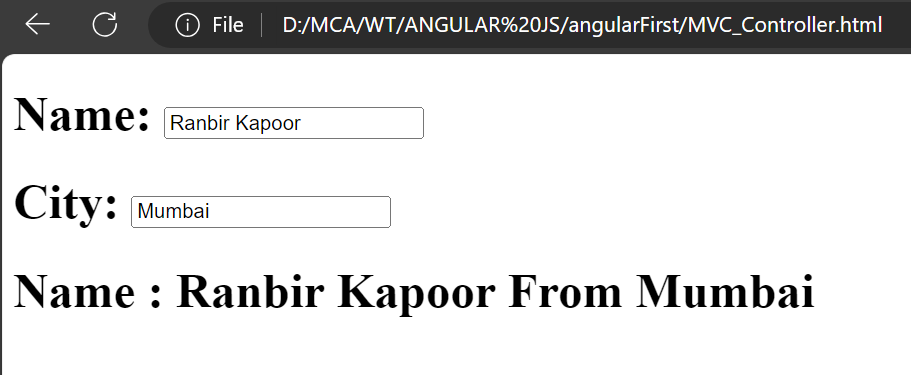 File D:/MCA/WT/ANGULAR%20JS/angularFirst/MVC_Controller.html
Name: Ranbir Kapoor
City: Mumbai
Name : Ranbir Kapoor From Mumbai